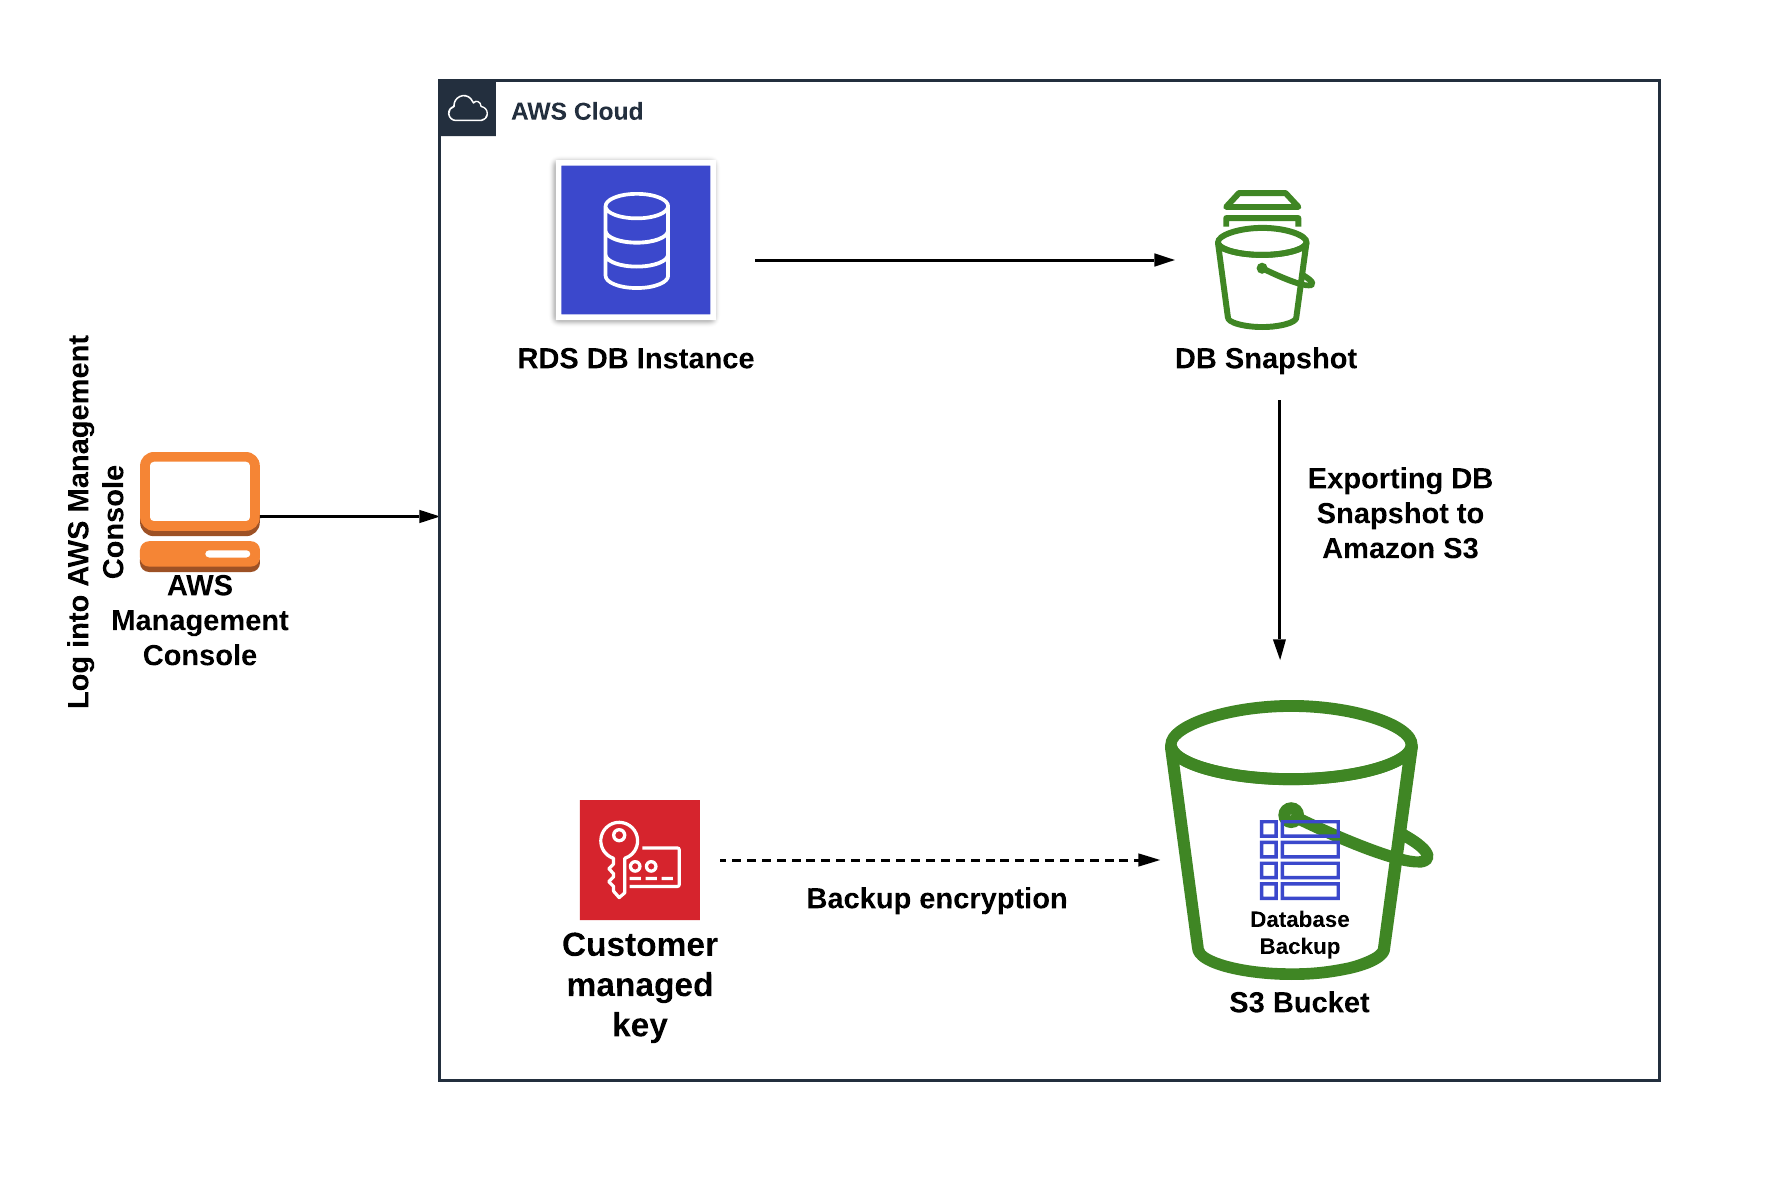 AWS Cloud
RDS DB Instance
DB Snapshot
Log into AWS Management
Console
AWS
Management
Console
Exporting DB
Snapshot to
Amazon S3
Backup encryption
Customer
managed
key
Database
Backup
S3 Bucket